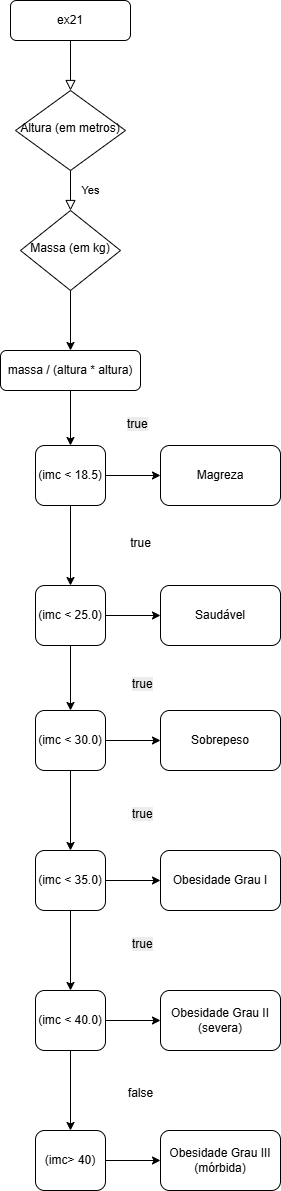 ex21
Altura (em metros)
Yes
Massa (em kg)
massa / (altura * altura)
true
(imc < 18.5)
Magreza
true
(imc < 25.0)
Saudável
true
(imc < 30.0)
Sobrepeso
true
(imc < 35.0)
Obesidade Grau I
true
(imc < 40.0)
Obesidade Grau II
(severa)
false
(imc> 40)
Obesidade Grau III
(mórbida)